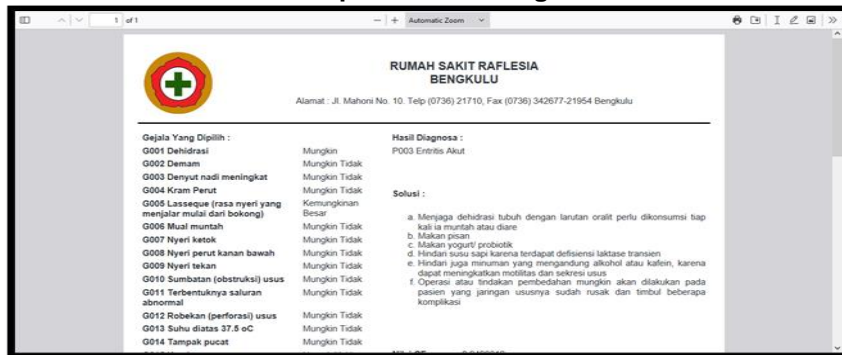 1 of 1
Automatic Zoom
RUMAH SAKIT RAFLESIA
BENGKULU
Alamat : Jl. Mahoni No. 10. Telp (0736) 21710, Fax (0736) 342677-21954 Bengkulu
Gejala Yang Dipilih :
G001 Dehidrasi Mungkin
G002 Demam Mungkin Tidak
G003 Denyut nadi meningkat Mungkin Tidak
G004 Kram Perut Mungkin Tidak
G005 Lasseque (rasa nyeri yang Kemungkinan
menjalar mulai dari bokong) Besar
G006 Mual muntah Mungkin Tidak
G007 Nyeri ketok Mungkin Tidak
G008 Nyeri perut kanan bawah Mungkin Tidak
G009 Nyeri tekan Mungkin Tidak
G010 Sumbatan (obstruksi) usus Mungkin Tidak
G011 Terbentuknya saluran Mungkin Tidak
abnormal
G012 Robekan (perforasi) usus Mungkin Tidak
G013 Suhu diatas 37.5 oC Mungkin Tidak
G014 Tampak pucat Mungkin Tidak
Hasil Diagnosa :
P003 Entritis Akut
Solusi :
a. Menjaga dehidrasi tubuh dengan larutan oralit perlu dikonsumsi tiap
kali ia muntah atau diare
b. Makan pisan
c. Makan yogurt/ probiotik
d. Hindari susu sapi karena terdapat defisiensi laktase transien
e. Hindari juga minuman yang mengandung alkohol atau kafein, karena
dapat meningkatkan motilitas dan sekresi usus
f. Operasi atau tindakan pembedahan mungkin akan dilakukan pada
pasien yang jaringan ususnya sudah rusak dan timbul beberapa
komplikasi